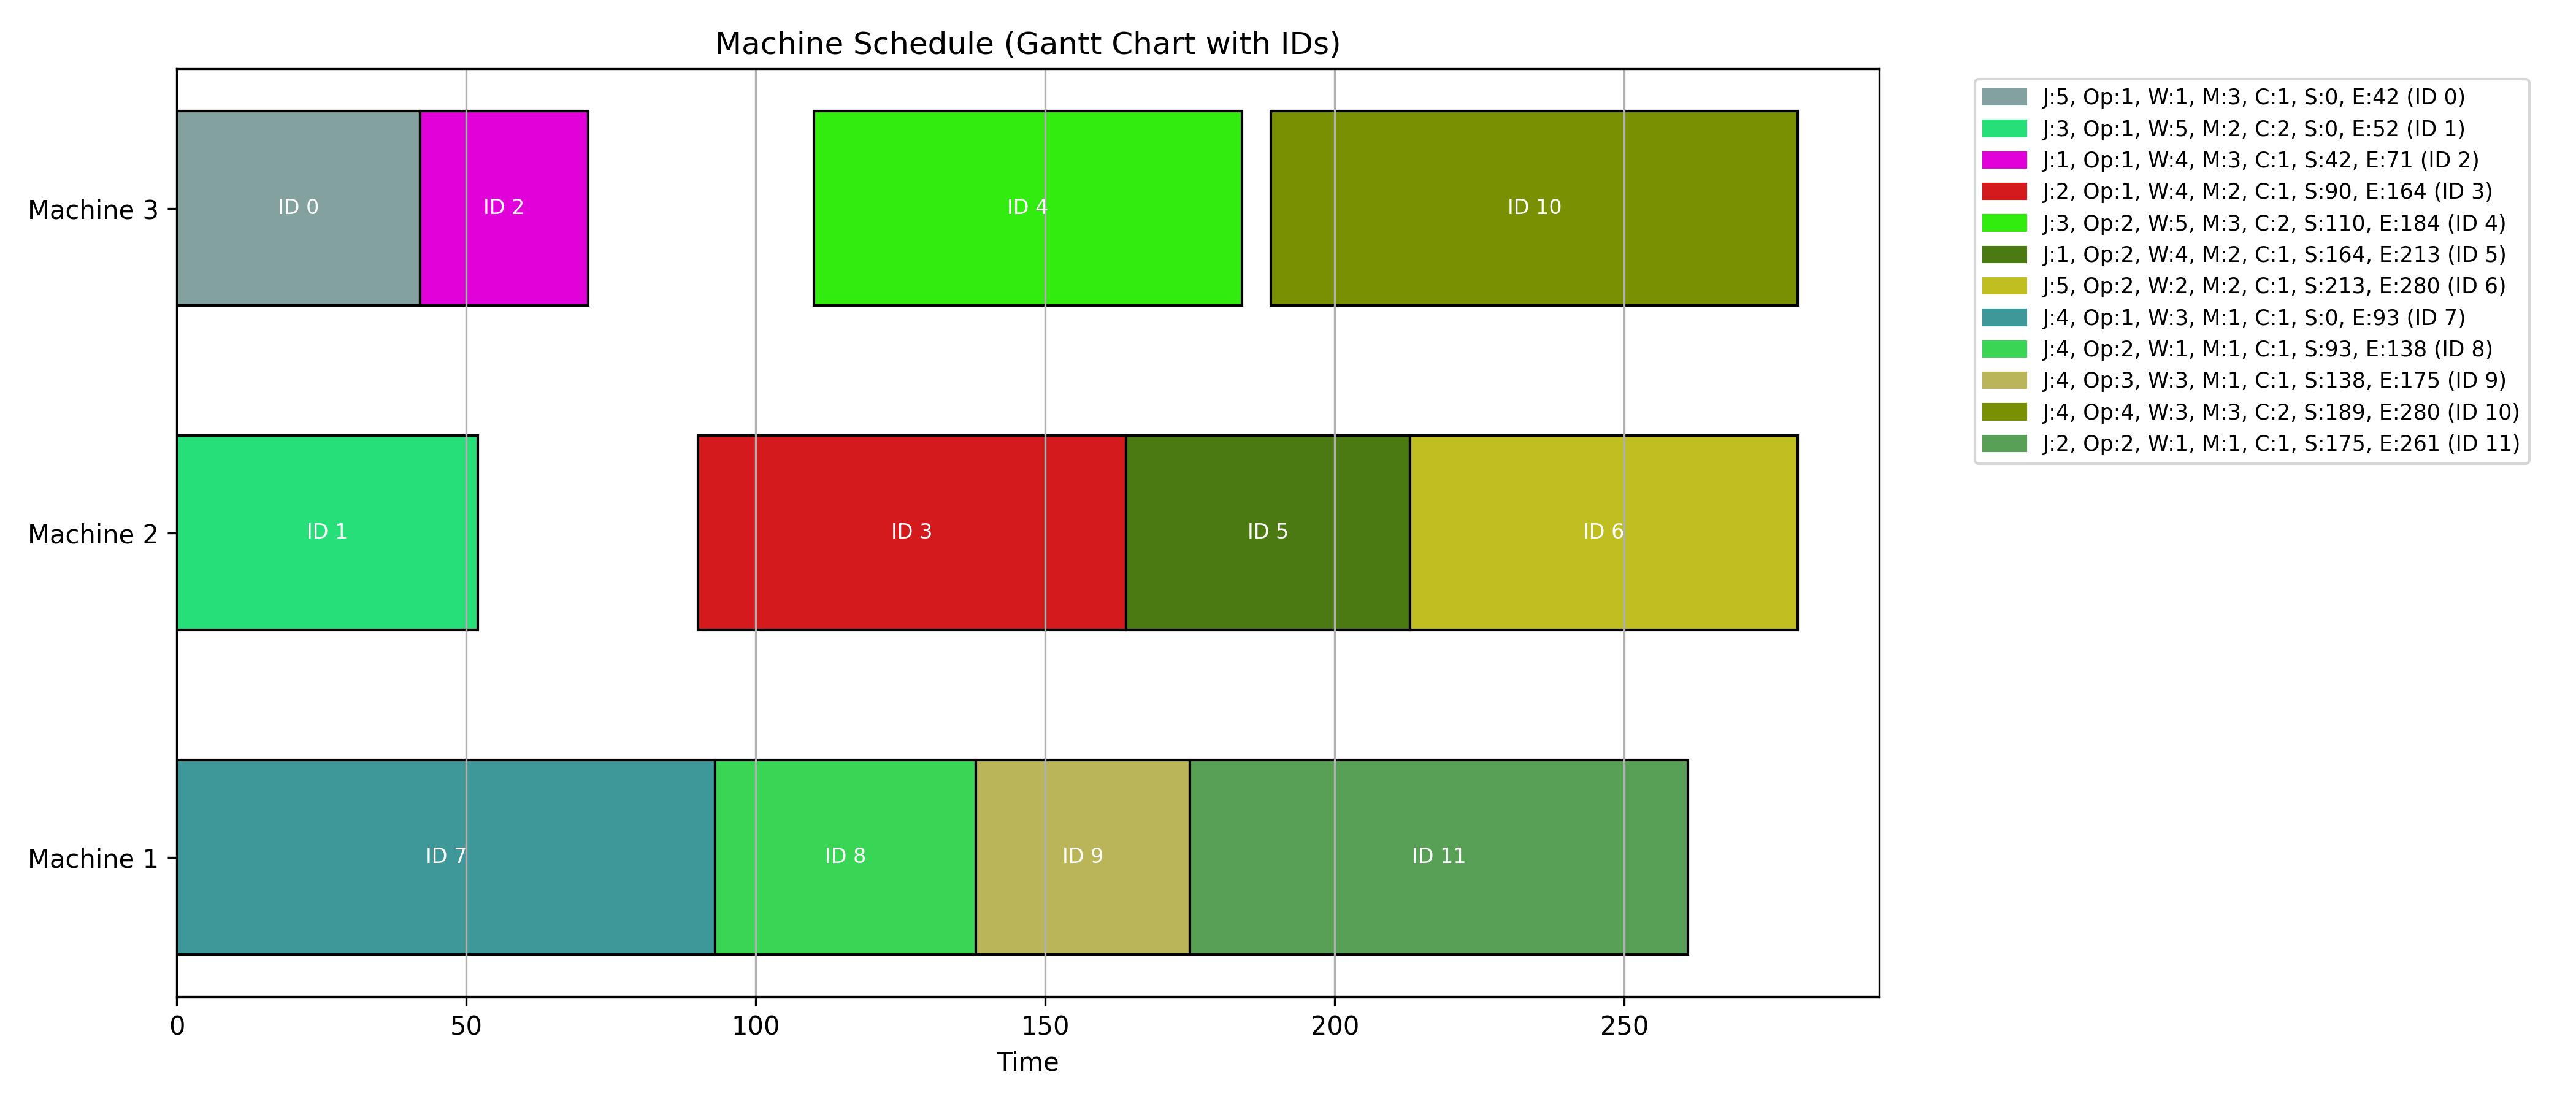 Machine Schedule (Gantt Chart with IDs)
Machine 3
ID 0
ID 2
ID 4
ID 10
Machine 2
ID 1
ID 3
ID 5
ID 6
Machine 1
ID 7
ID 8
ID 9
ID 11
0 50 100 150 200 250
Time
J:5, Op:1, W:1, M:3, C:1, S:0, E:42 (ID 0)
J:3, Op:1, W:5, M:2, C:2, S:0, E:52 (ID 1)
J:1, Op:1, W:4, M:3, C:1, S:42, E:71 (ID 2)
J:2, Op:1, W:4, M:2, C:1, S:90, E:164 (ID 3)
J:3, Op:2, W:5, M:3, C:2, S:110, E:184 (ID 4)
J:1, Op:2, W:4, M:2, C:1, S:164, E:213 (ID 5)
J:5, Op:2, W:2, M:2, C:1, S:213, E:280 (ID 6)
J:4, Op:1, W:3, M:1, C:1, S:0, E:93 (ID 7)
J:4, Op:2, W:1, M:1, C:1, S:93, E:138 (ID 8)
J:4, Op:3, W:3, M:1, C:1, S:138, E:175 (ID 9)
J:4, Op:4, W:3, M:3, C:2, S:189, E:280 (ID 10)
J:2, Op:2, W:1, M:1, C:1, S:175, E:261 (ID 11)